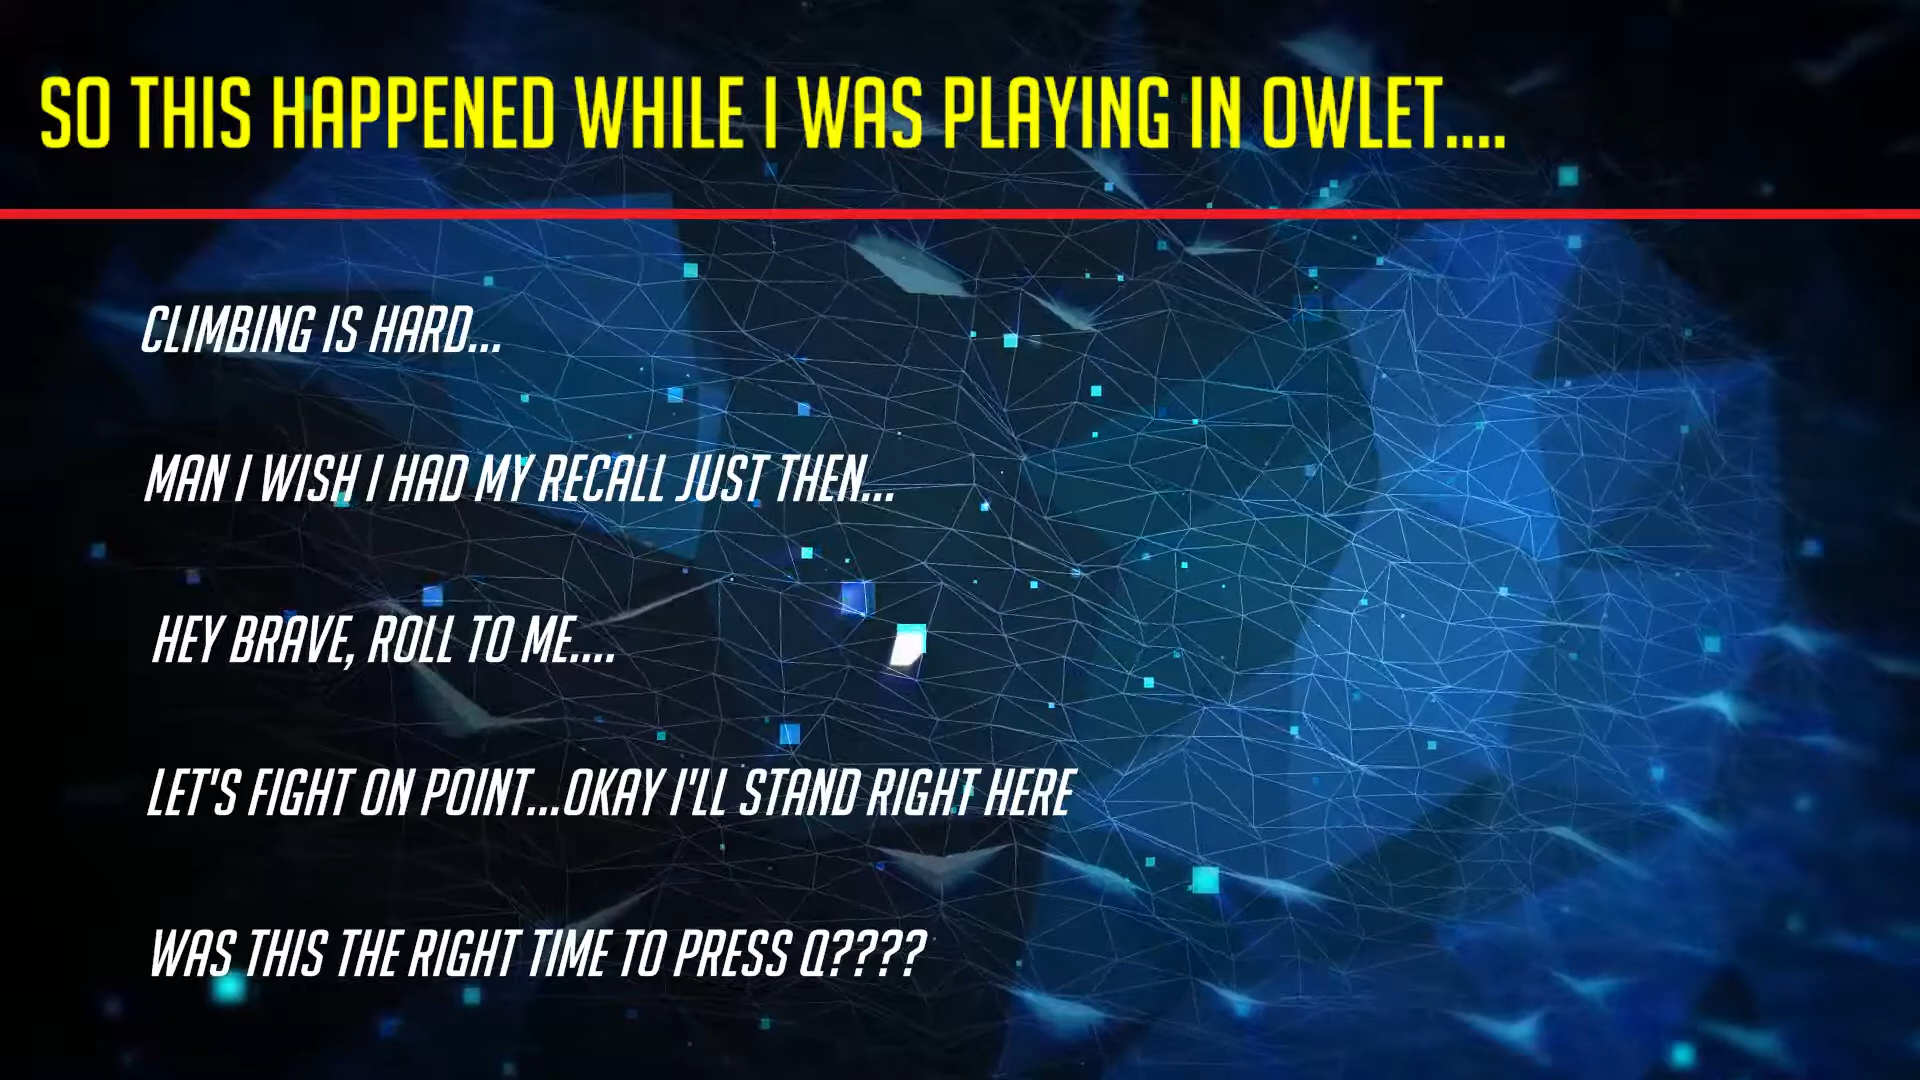 SO THIS HAPPENED WHILE I WAS PLAYING IN OWLET....
CLIMBING IS HARD...
MAN I WISH I HAD MY RECALL JUST THEN...
HEY BRAVE, ROLL TO ME....
LET'S FIGHT ON POINT...OKAY I'LL STAND RIGHT HERE
WAS THIS THE RIGHT TIME TO PRESS Q????